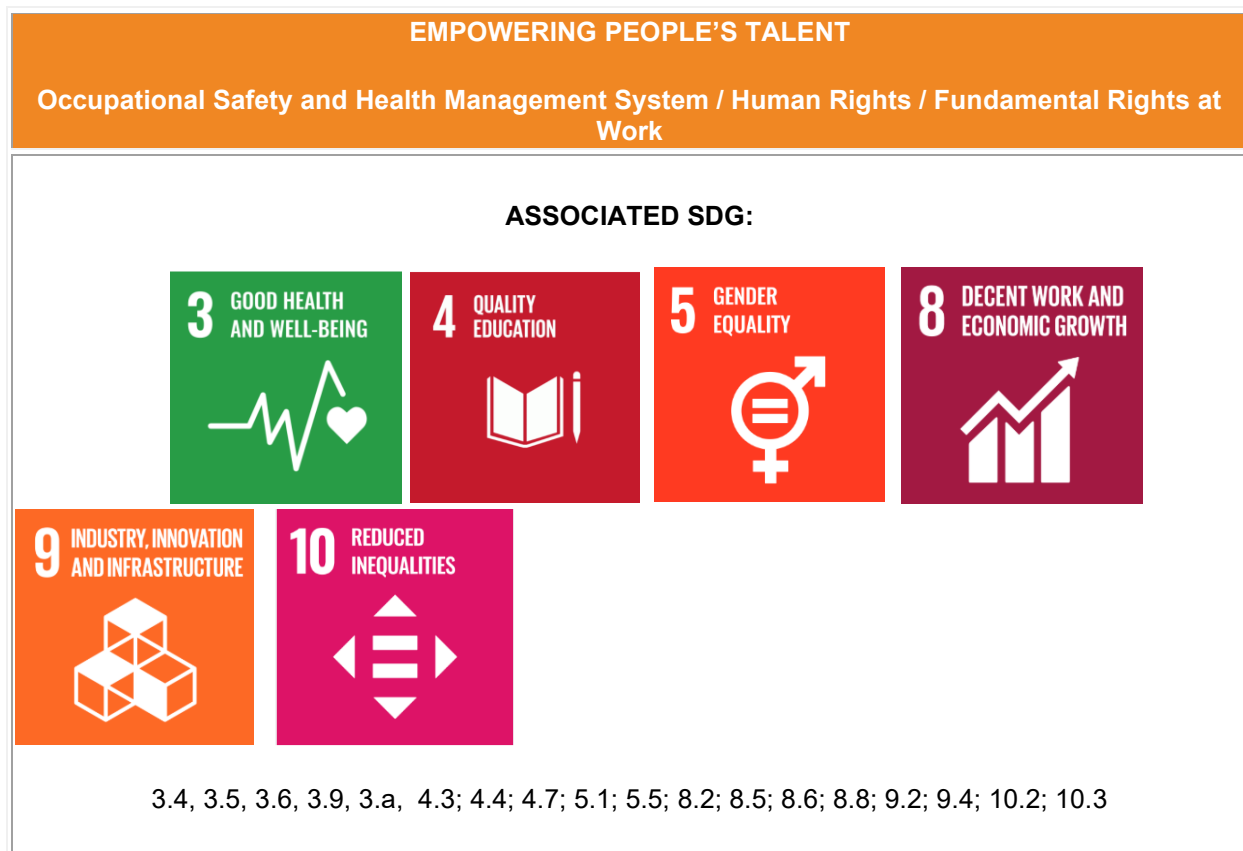 EMPOWERING PEOPLE’S TALENT
Occupational Safety and Health Management System / Human Rights / Fundamental Rights at
Work
ASSOCIATED SDG:
3 GOOD HEALTH
AND WELL-BEING
4 QUALITY
EDUCATION
5 GENDER
EQUALITY
8 DECENT WORK AND
ECONOMIC GROWTH
9 INDUSTRY, INNOVATION
AND INFRASTRUCTURE
10 REDUCED
INEQUALITIES
3.4, 3.5, 3.6, 3.9, 3.a,  4.3; 4.4; 4.7; 5.1; 5.5; 8.2; 8.5; 8.6; 8.8; 9.2; 9.4; 10.2; 10.3